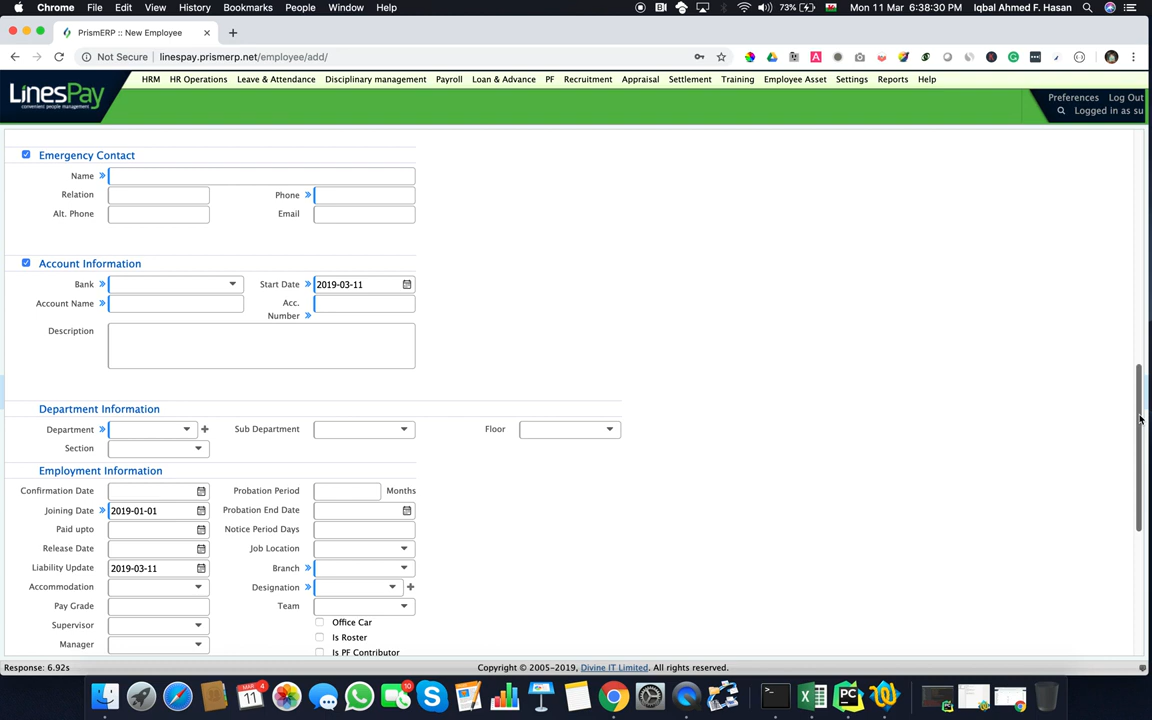 Chrome File Edit View History Bookmarks People Window Help 73% Mon 11 Mar 6:38:30 PM Iqbal Ahmed F. Hasan
PrismERP :: New Employee
Not Secure linespay.prismerp.net/employee/add/
HRM HR Operations Leave & Attendance Disciplinary management Payroll Loan & Advance PF Recruitment Appraisal Settlement Training Employee Asset Settings Reports Help
LinesPay
convenient people management
Preferences Log Out
Logged in as su
Emergency Contact
Name
Relation Phone
Alt. Phone Email
Account Information
Bank Start Date 2019-03-11
Account Name Acc. Number
Description
Department Information
Department Sub Department Floor
Section
Employment Information
Confirmation Date Probation Period Months
Joining Date 2019-01-01 Probation End Date
Paid upto Notice Period Days
Release Date Job Location
Liability Update 2019-03-11 Branch
Accommodation Designation
Pay Grade Team
Office Car
Supervisor
Is Roster
Manager
Is PF Contributor
Response: 6.92s Copyright © 2005-2019, Divine IT Limited. All rights reserved.